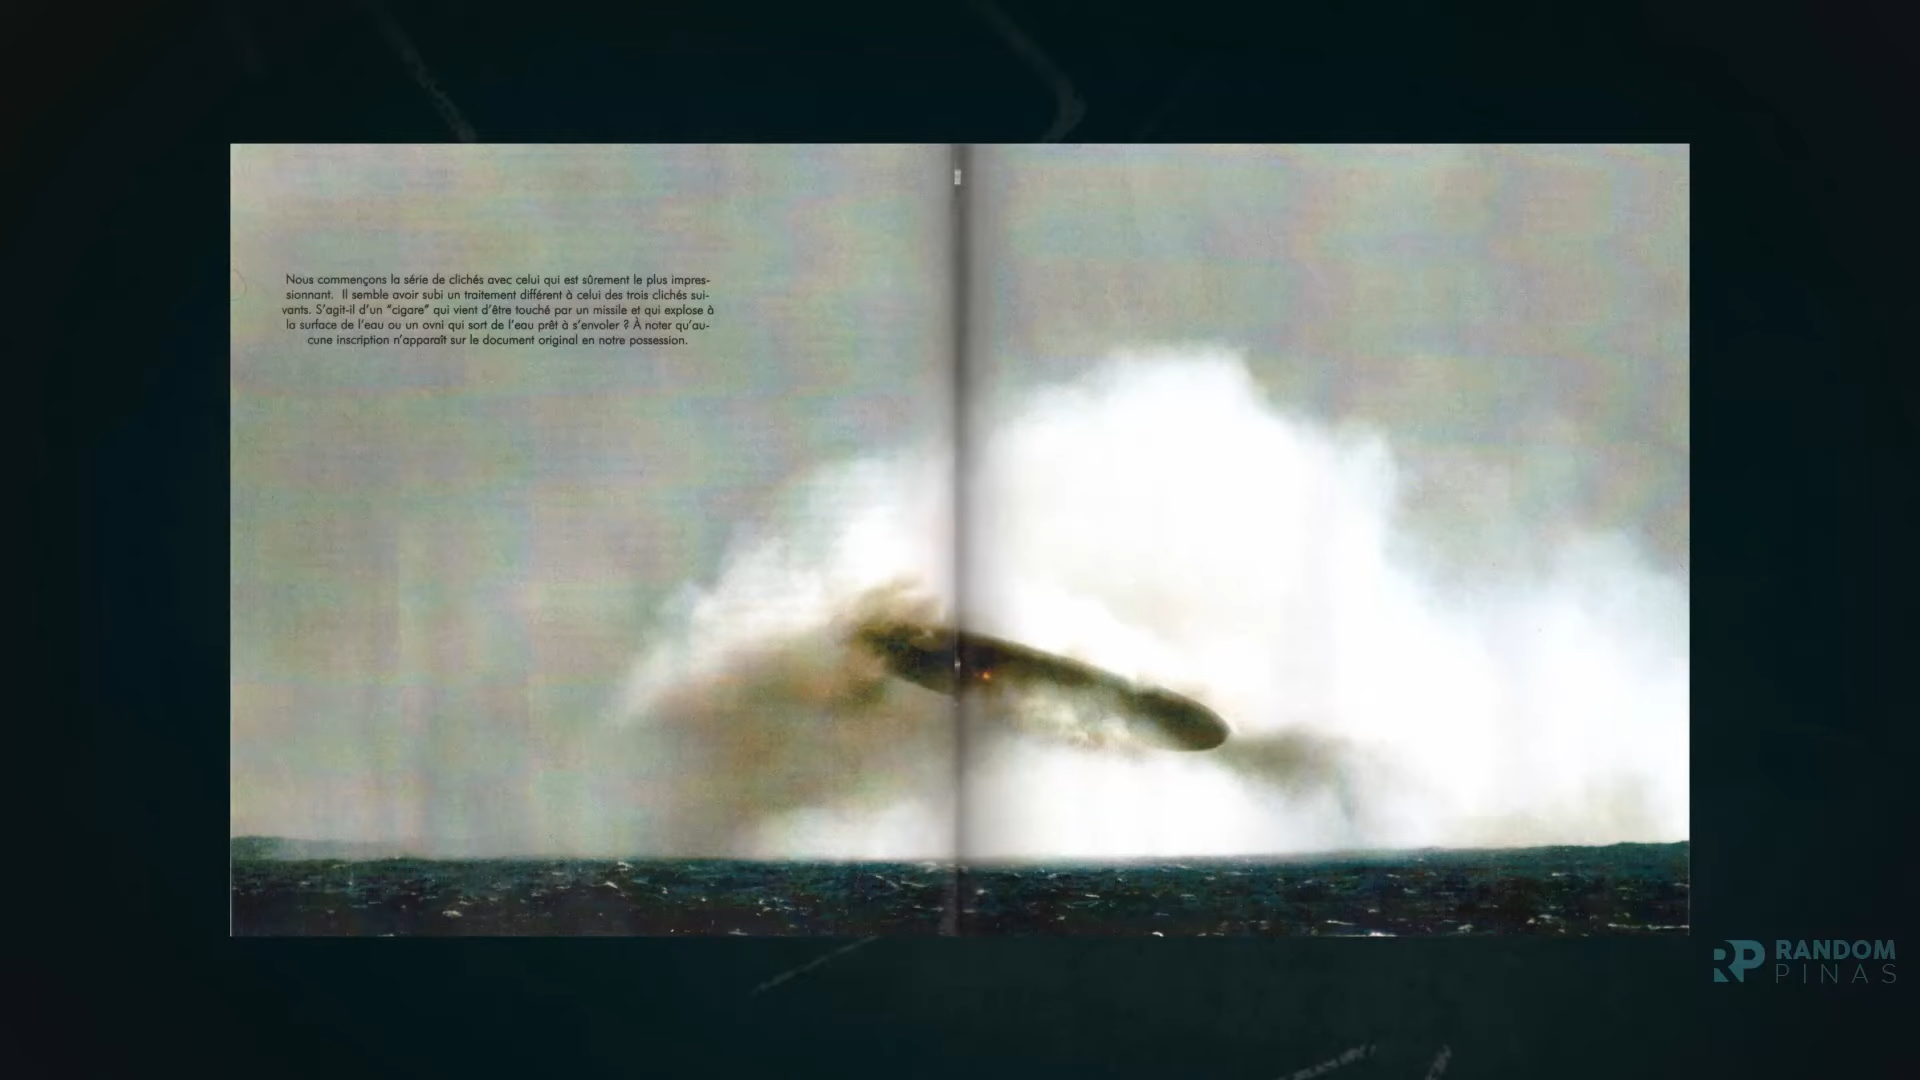 Nous commençons la série de clichés avec celui qui est sûrement le plus impres-
sionnant. Il semble avoir subi un traitement différent à celui des trois clichés sui-
vants. S'agit-il d'un "cigare" qui vient d'être touché par un missile et qui explose à
la surface de l'eau ou un ovni qui sort de l'eau prêt à s'envoler ? À noter qu'au-
cune inscription n'apparaît sur le document original en notre possession.
RP RANDOM
PINAS